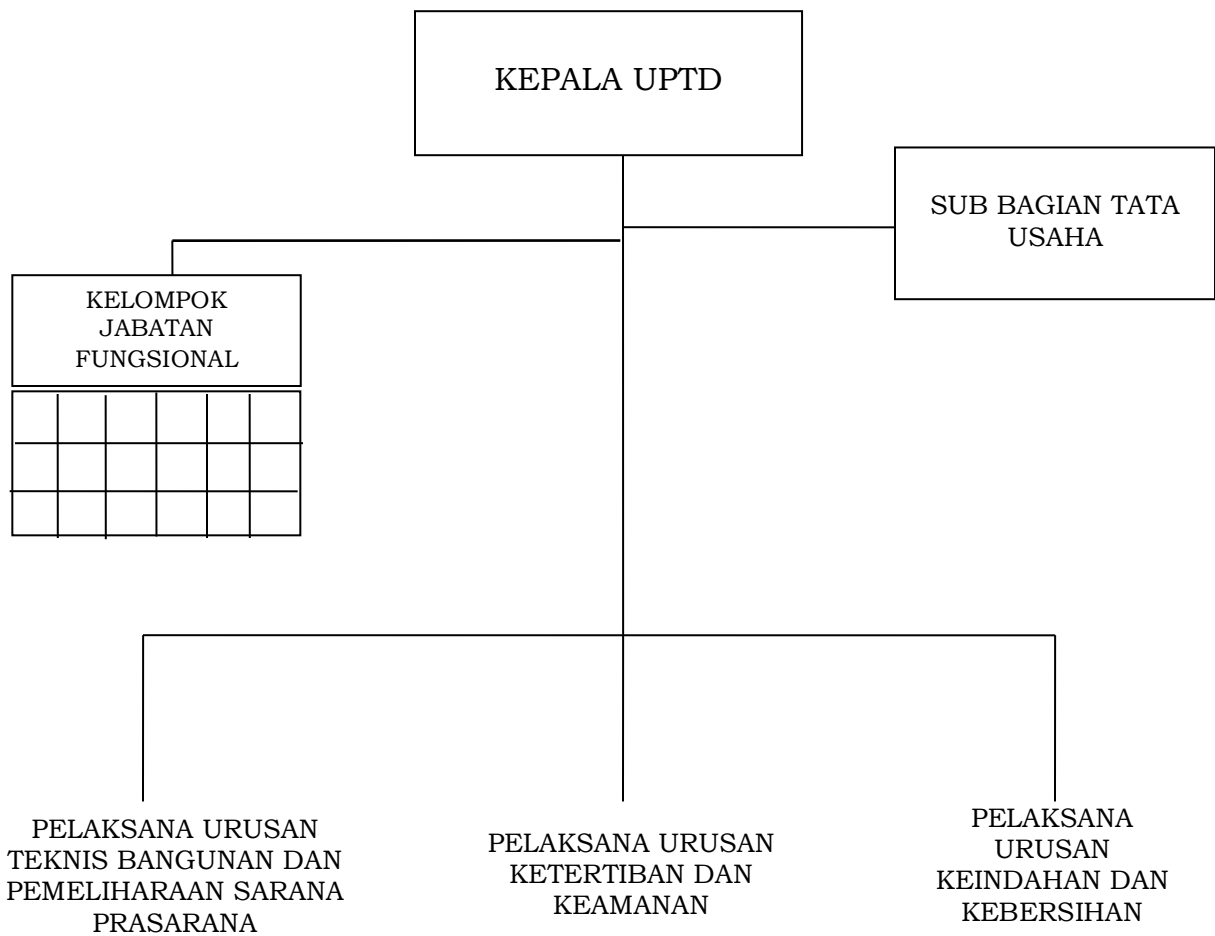 KEPALA UPTD
SUB BAGIAN TATA
USAHA
KELOMPOK
JABATAN
FUNGSIONAL
PELAKSANA URUSAN
TEKNIS BANGUNAN DAN
PEMELIHARAAN SARANA
PRASARANA
PELAKSANA URUSAN
KETERTIBAN DAN
KEAMANAN
PELAKSANA
URUSAN
KEINDAHAN DAN
KEBERSIHAN